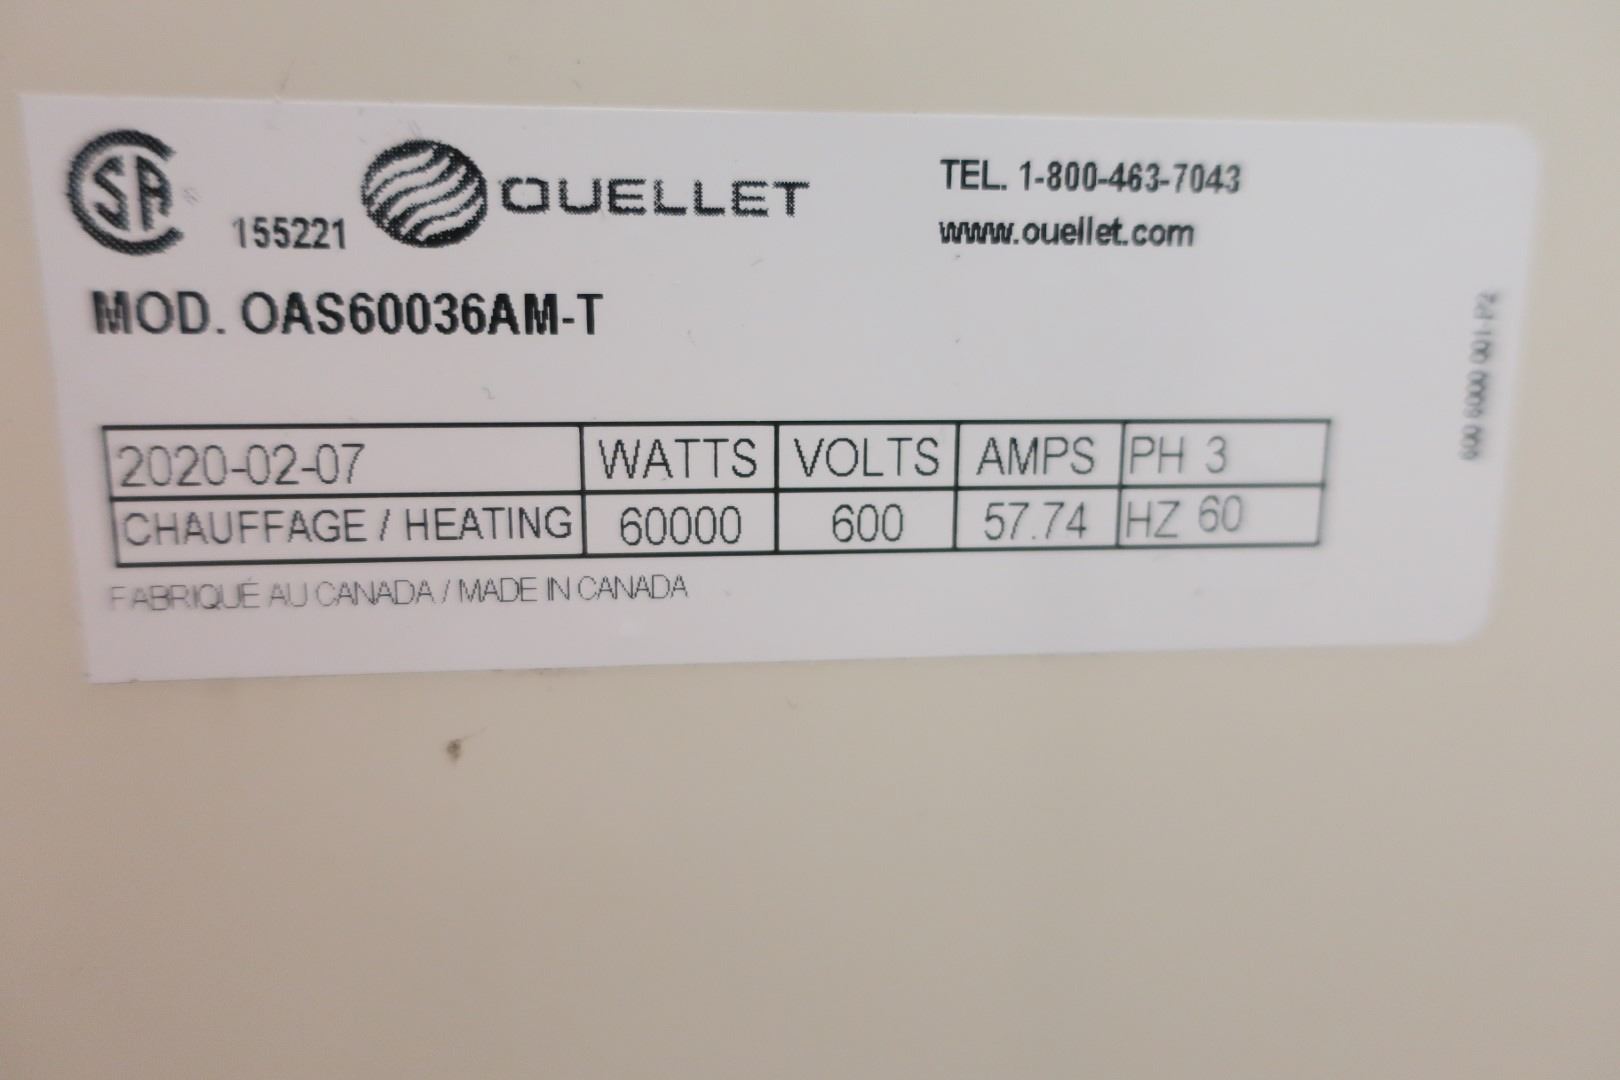 CSA
155221
OUELLET
TEL. 1-800-463-7043
www.ouellet.com
MOD. OAS60036AM-T
2020-02-07 WATTS VOLTS AMPS PH 3
CHAUFFAGE / HEATING 60000 600 57.74 HZ 60
FABRIQUÉ AU CANADA / MADE IN CANADA